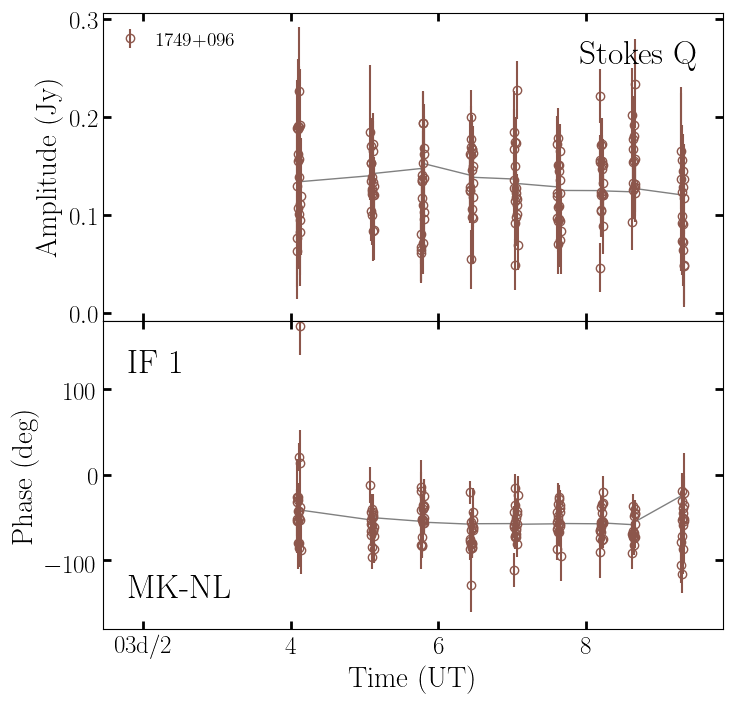 0.3
1749+096
Stokes Q
0.2
Amplitude (Jy)
0.1
0.0
IF 1
100
0
Phase (deg)
−100
MK-NL
03d/2
4
6
8
Time (UT)